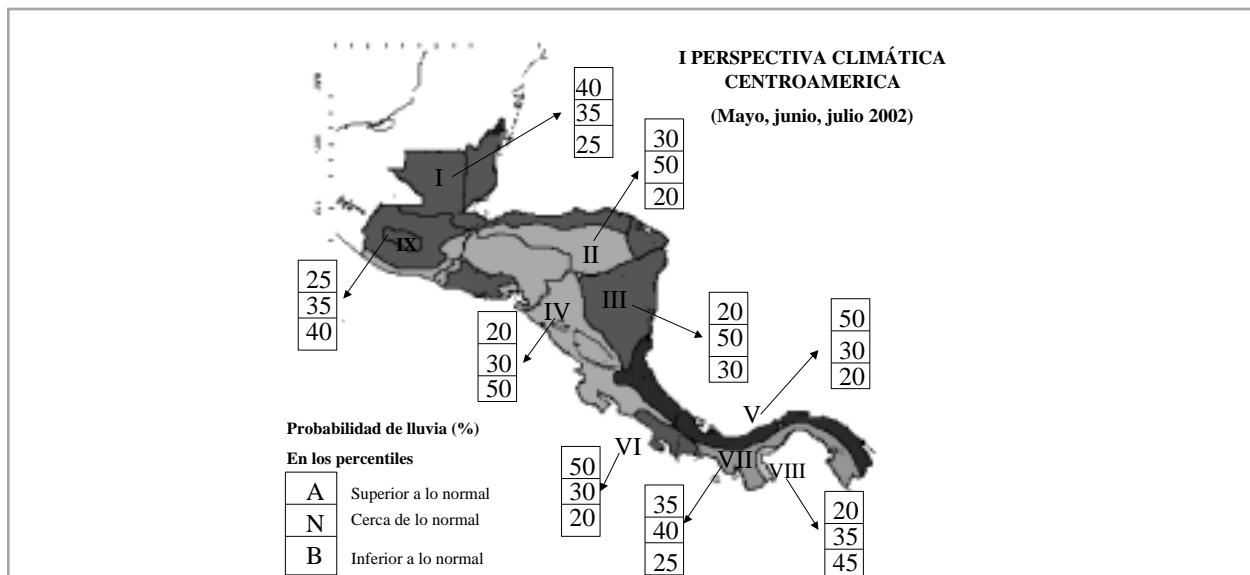 I PERSPECTIVA CLIMÁTICA
CENTROAMERICA
(Mayo, junio, julio 2002)
40
35
25
30
50
20
I
IX
II
25
35
40
III
IV
20
30
50
20
50
30
50
30
20
V
VI
VII
VIII
50
30
20
35
40
25
20
35
45
Probabilidad de lluvia (%)
En los percentiles
A Superior a lo normal
N Cerca de lo normal
B Inferior a lo normal